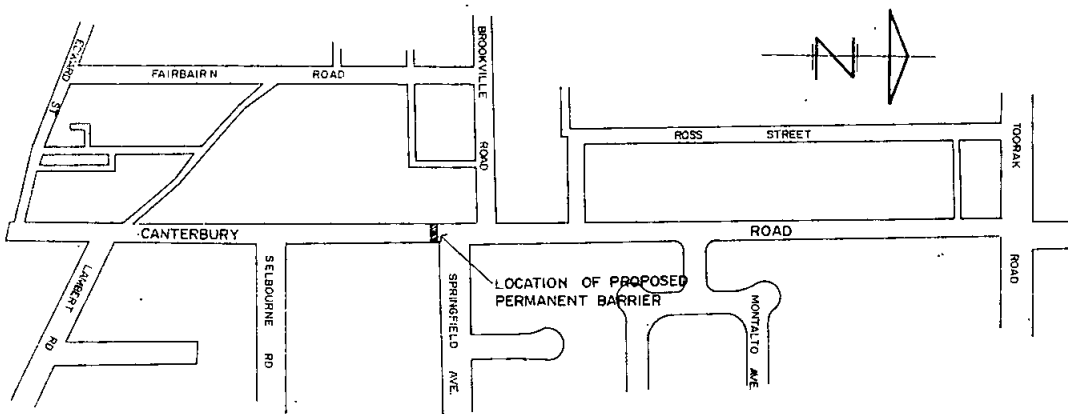 EDWARD ST
FAIRBAIRN ROAD
BROOKVILLE ROAD
ROSS STREET
TOORAK ROAD
CANTERBURY ROAD
LAMBERT RD
SELBOURNE RD
SPRINGFIELD AVE.
LOCATION OF PROPOSED
PERMANENT BARRIER
MONTALTO AVE.
N